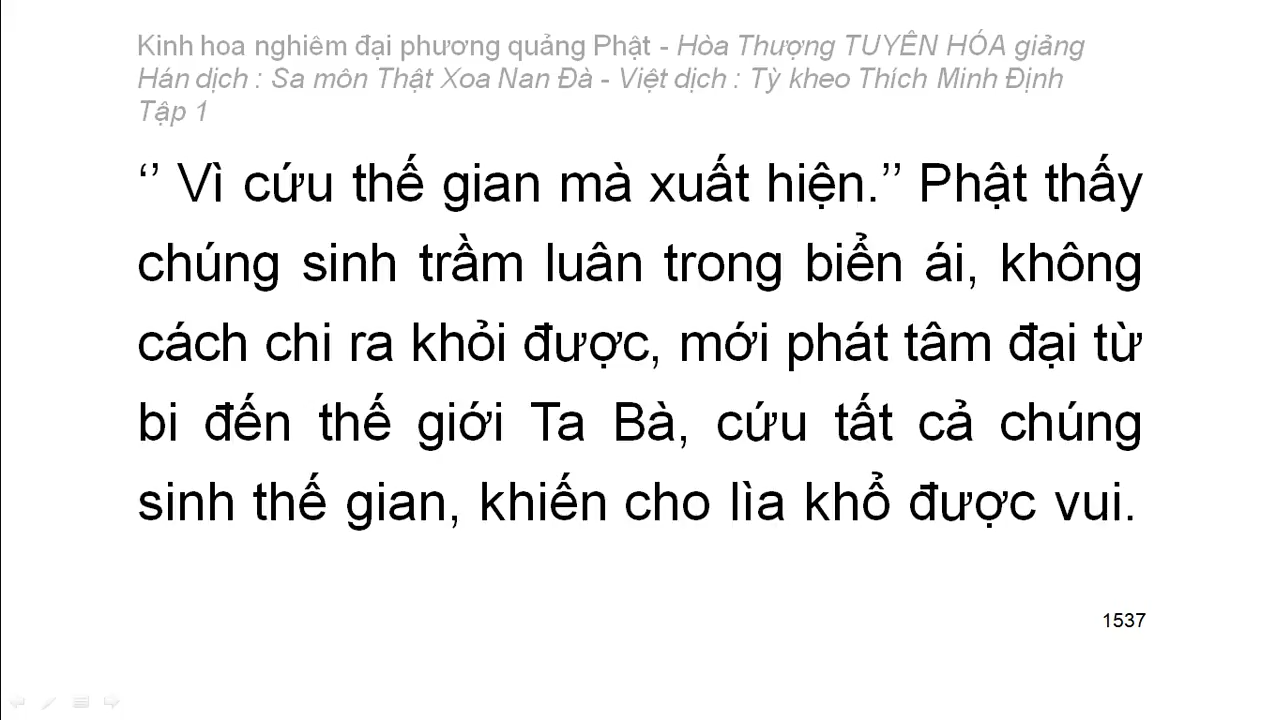 Kinh hoa nghiêm đại phương quảng Phật - Hòa Thượng TUYÊN HÓA giảng
Hán dịch : Sa môn Thật Xoa Nan Đà - Việt dịch : Tỳ kheo Thích Minh Định
Tập 1
‘’ Vì cứu thế gian mà xuất hiện.’’ Phật thấy
chúng sinh trầm luân trong biển ái, không
cách chi ra khỏi được, mới phát tâm đại từ
bi đến thế giới Ta Bà, cứu tất cả chúng
sinh thế gian, khiến cho lìa khổ được vui.
1537